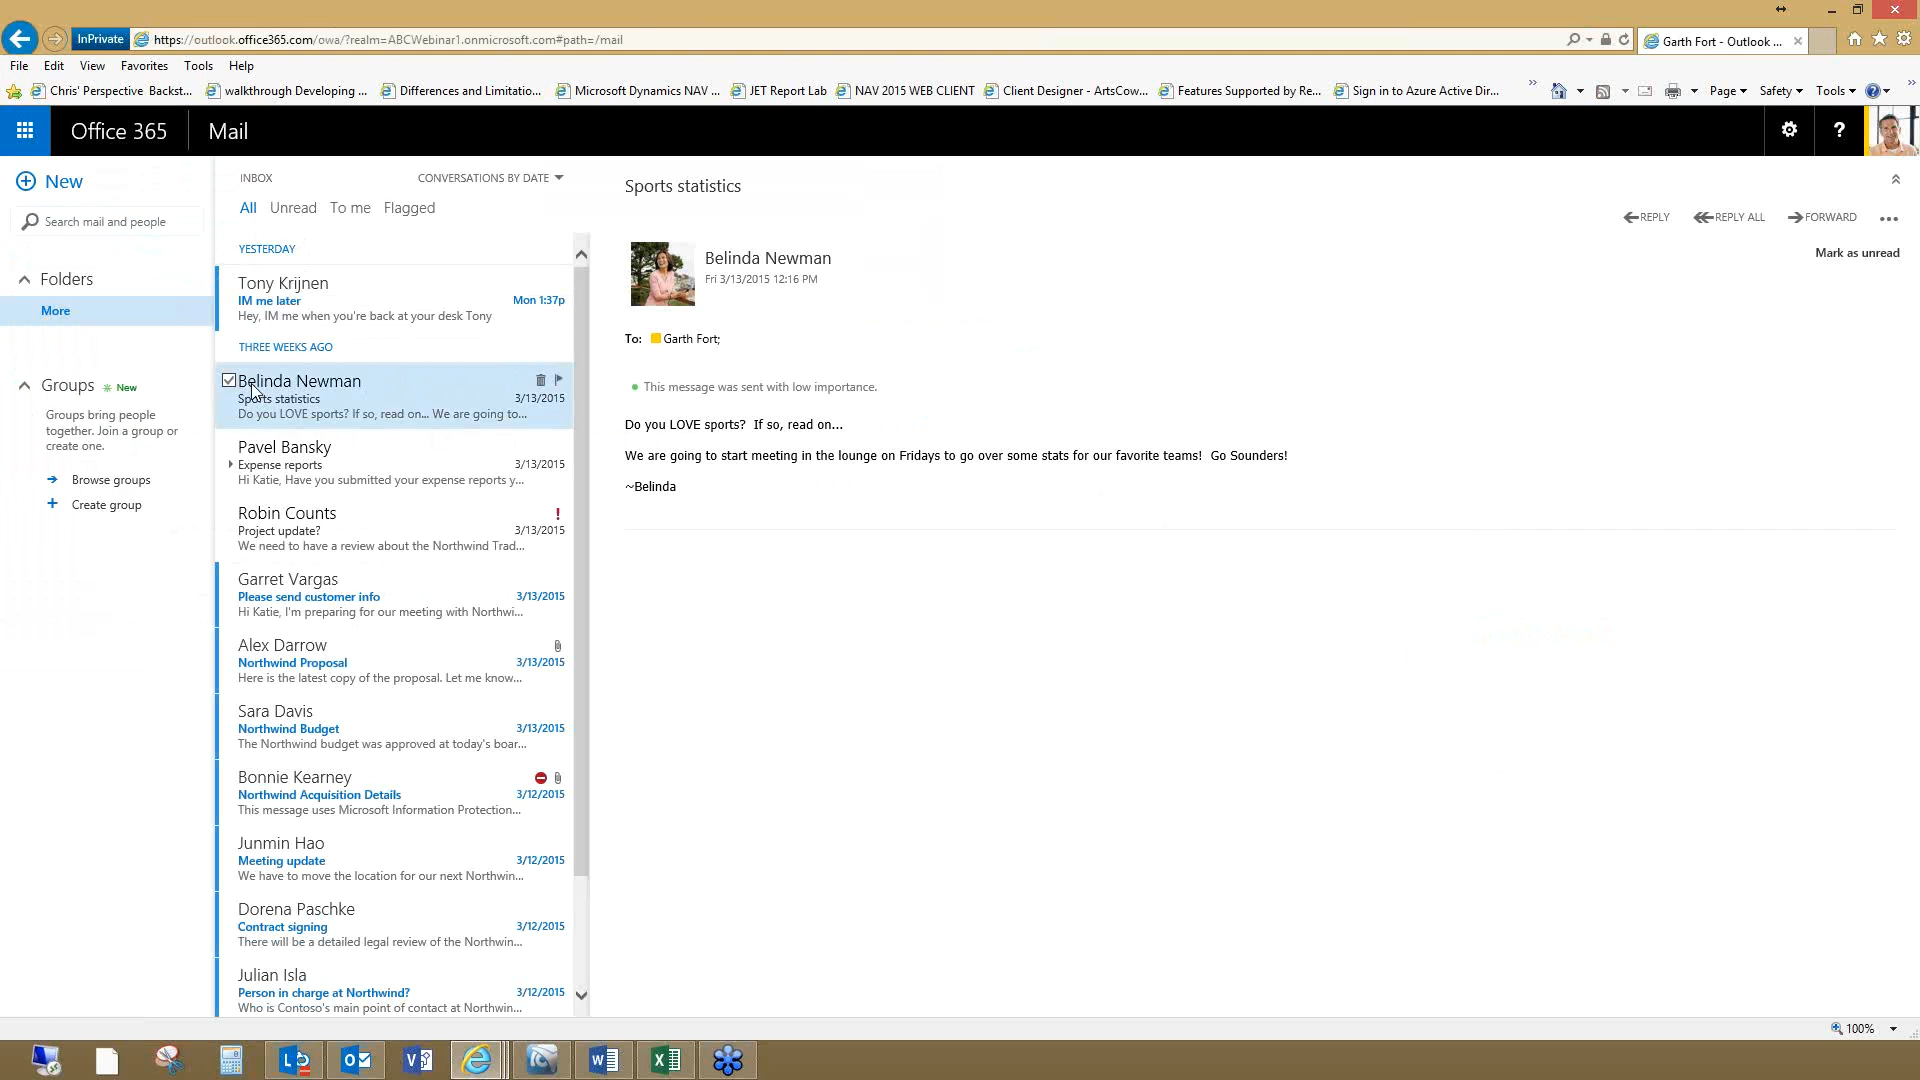 InPrivate
https://outlook.office365.com/owa/?realm=ABCWebinar1.onmicrosoft.com#path=/mail
Garth Fort - Outlook ...
File Edit View Favorites Tools Help
Chris' Perspective Backst...
walkthrough Developing ...
Differences and Limitatio...
Microsoft Dynamics NAV ...
JET Report Lab
NAV 2015 WEB CLIENT
Client Designer - ArtsCow...
Features Supported by Re...
Sign in to Azure Active Dir...
Page
Safety
Tools
Office 365
Mail
?
New
Search mail and people
Folders
More
Groups New
Groups bring people
together. Join a group or
create one.
Browse groups
Create group
INBOX
CONVERSATIONS BY DATE
All Unread To me Flagged
YESTERDAY
Tony Krijnen
IM me later Mon 1:37p
Hey, IM me when you're back at your desk Tony
THREE WEEKS AGO
Belinda Newman
Sports statistics 3/13/2015
Do you LOVE sports? If so, read on... We are going to...
Pavel Bansky
Expense reports 3/13/2015
Hi Katie, Have you submitted your expense reports y...
Robin Counts !
Project update? 3/13/2015
We need to have a review about the Northwind Trad...
Garret Vargas
Please send customer info 3/13/2015
Hi Katie, I'm preparing for our meeting with Northwi...
Alex Darrow
Northwind Proposal 3/13/2015
Here is the latest copy of the proposal. Let me know...
Sara Davis
Northwind Budget 3/13/2015
The Northwind budget was approved at today's boar...
Bonnie Kearney
Northwind Acquisition Details 3/12/2015
This message uses Microsoft Information Protection...
Junmin Hao
Meeting update 3/12/2015
We have to move the location for our next Northwin...
Dorena Paschke
Contract signing 3/12/2015
There will be a detailed legal review of the Northwin...
Julian Isla
Person in charge at Northwind? 3/12/2015
Who is Contoso's main point of contact at Northwin...
Sports statistics
REPLY REPLY ALL FORWARD ...
Mark as unread
Belinda Newman
Fri 3/13/2015 12:16 PM
To: Garth Fort;
This message was sent with low importance.
Do you LOVE sports? If so, read on...
We are going to start meeting in the lounge on Fridays to go over some stats for our favorite teams! Go Sounders!
~Belinda
100%